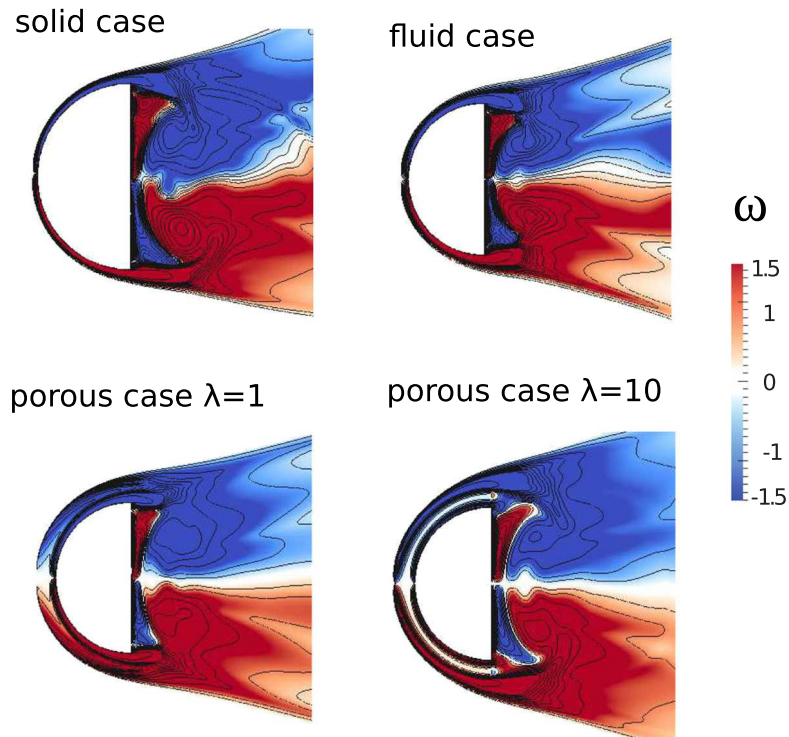 solid case
fluid case
ω
1.5
1
0
-1
-1.5
porous case λ=1
porous case λ=10